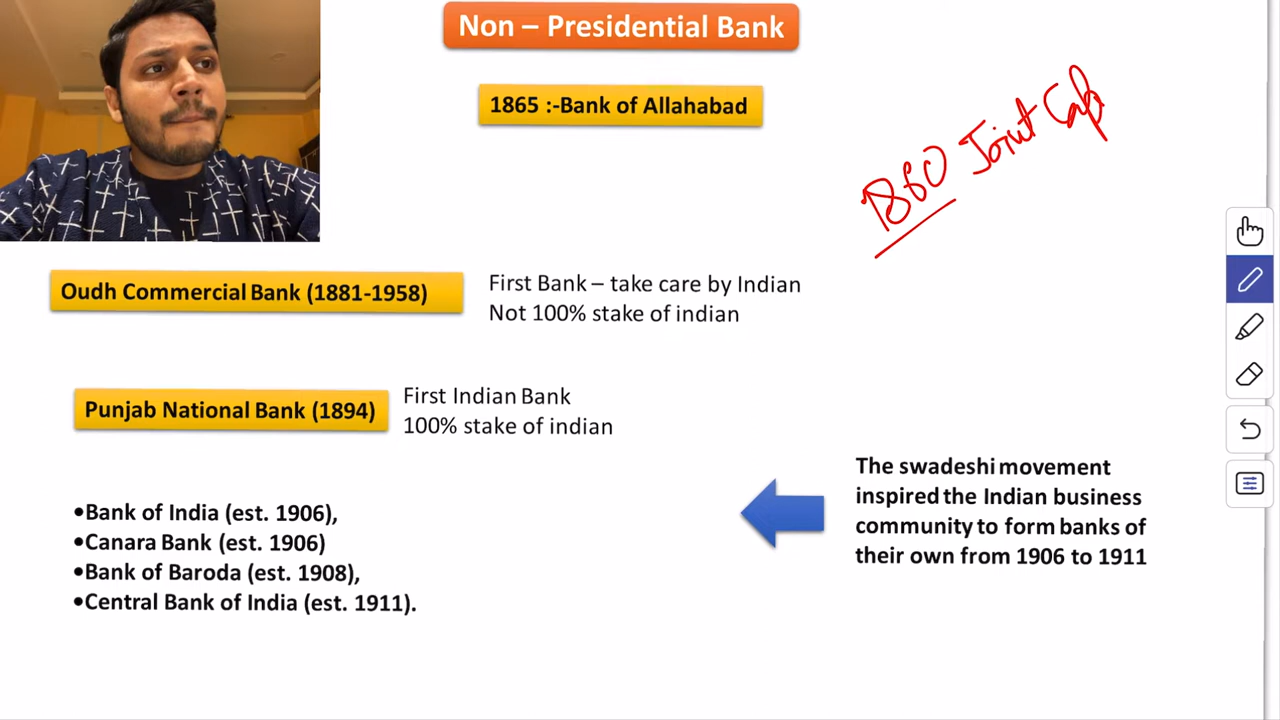 Non – Presidential Bank
1865 :-Bank of Allahabad
1860 Joint Cap
Oudh Commercial Bank (1881-1958)
First Bank – take care by Indian
Not 100% stake of indian
Punjab National Bank (1894)
First Indian Bank
100% stake of indian
The swadeshi movement
inspired the Indian business
community to form banks of
their own from 1906 to 1911
•Bank of India (est. 1906),
•Canara Bank (est. 1906)
•Bank of Baroda (est. 1908),
•Central Bank of India (est. 1911).